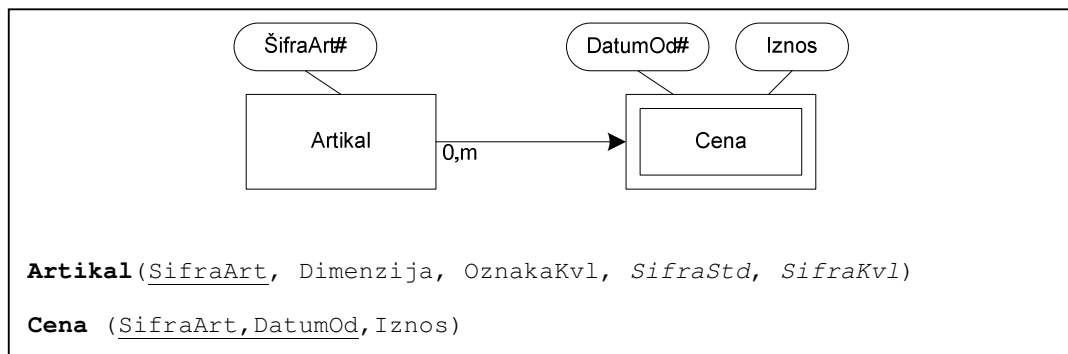 ŠifraArt# DatumOd# Iznos
Artikal Cena
0,m
Artikal(SifraArt, Dimenzija, OznakaKvl, SifraStd, SifraKvl)
Cena (SifraArt,DatumOd,Iznos)